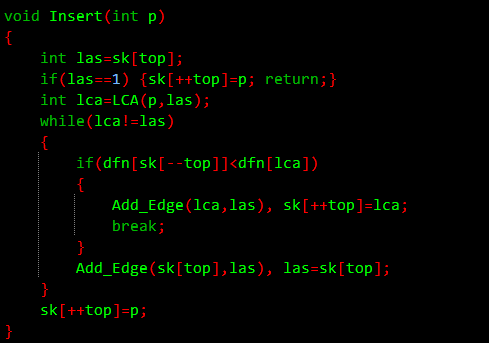 void Insert(int p)
{
    int las=sk[top];
    if(las==1) {sk[++top]=p; return;}
    int lca=LCA(p,las);
    while(lca!=las)
    {
        if(dfn[sk[--top]]<dfn[lca])
        {
            Add_Edge(lca,las), sk[++top]=lca;
            break;
        }
        Add_Edge(sk[top],las), las=sk[top];
    }
    sk[++top]=p;
}